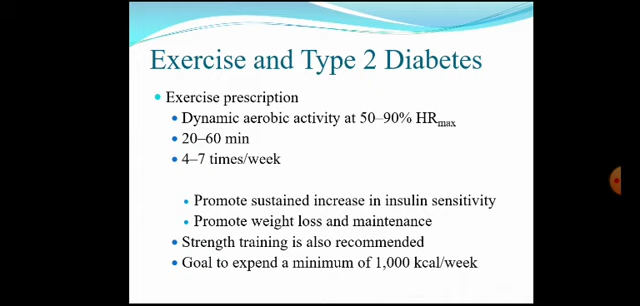 Exercise and Type 2 Diabetes
Exercise prescription
Dynamic aerobic activity at 50–90% HRmax
20–60 min
4–7 times/week
Promote sustained increase in insulin sensitivity
Promote weight loss and maintenance
Strength training is also recommended
Goal to expend a minimum of 1,000 kcal/week